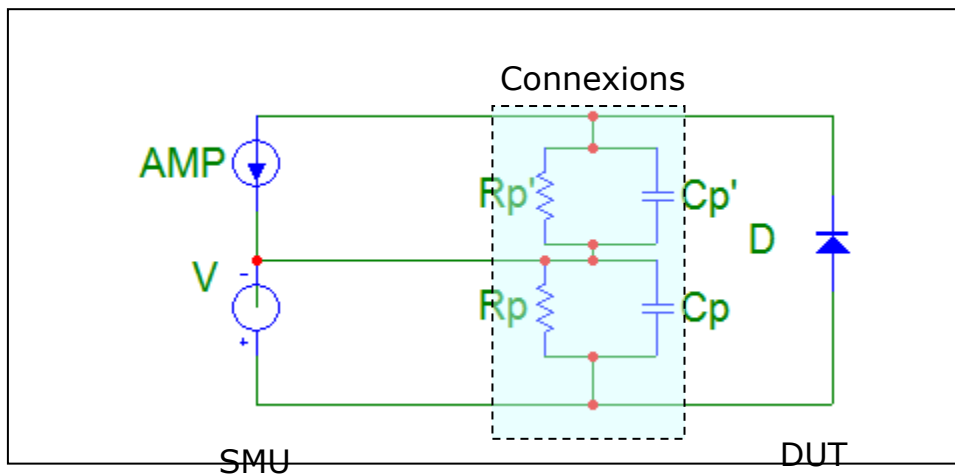 Connexions
AMP
Rp'
Cp'
D
V
-
Rp
Cp
+
SMU
DUT